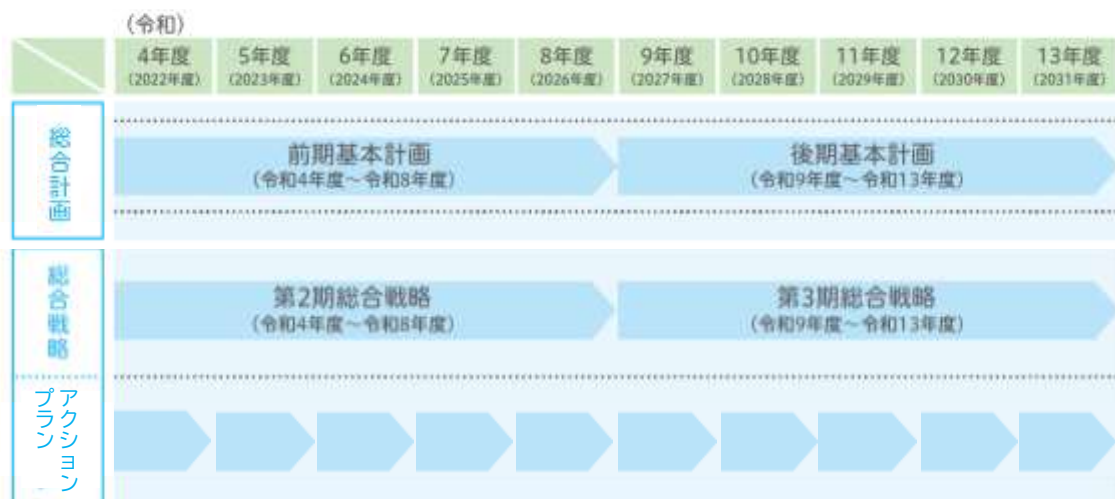 （令和）
4年度 5年度 6年度 7年度 8年度 9年度 10年度 11年度 12年度 13年度
（2022年度） （2023年度） （2024年度） （2025年度） （2026年度） （2027年度） （2028年度） （2029年度） （2030年度） （2031年度）
総合計画
前期基本計画
（令和4年度～令和8年度）
後期基本計画
（令和9年度～令和13年度）
総合戦略
第2期総合戦略
（令和4年度～令和8年度）
第3期総合戦略
（令和9年度～令和13年度）
アクション
プラン